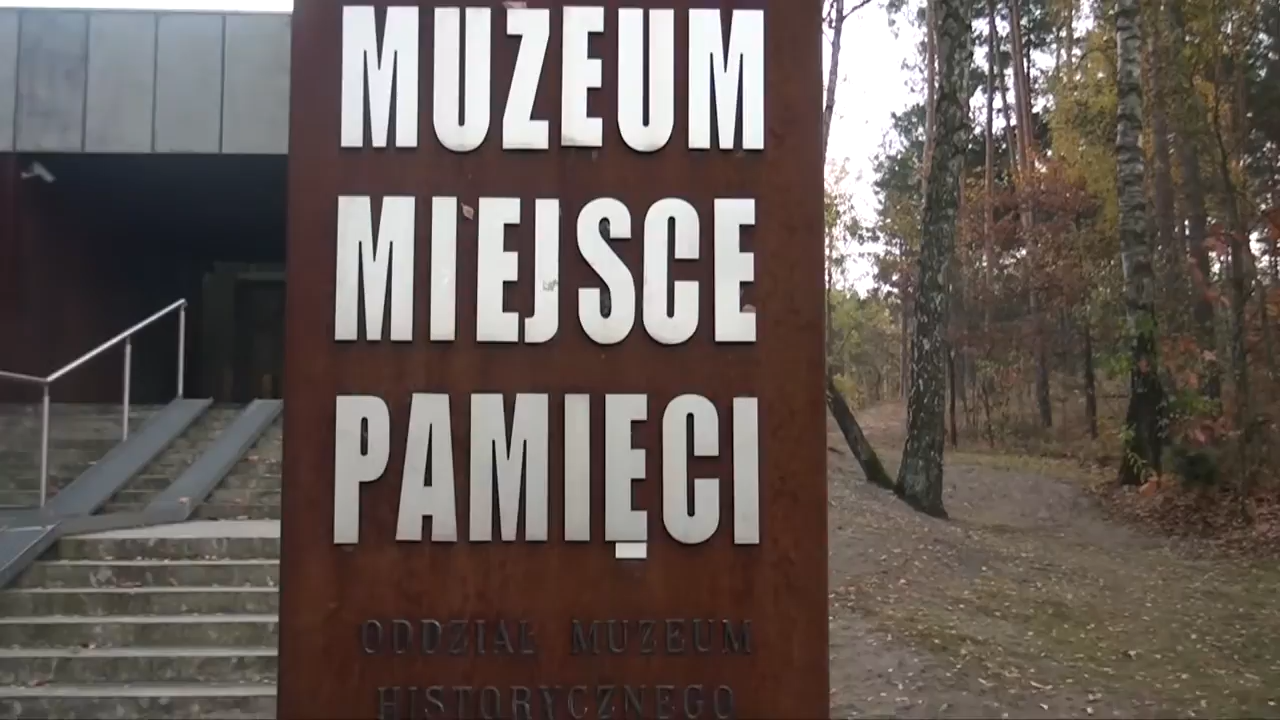 MUZEUM
MIEJSCE
PAMIĘCI
ODDZIAŁ MUZEUM
HISTORYCZNEGO